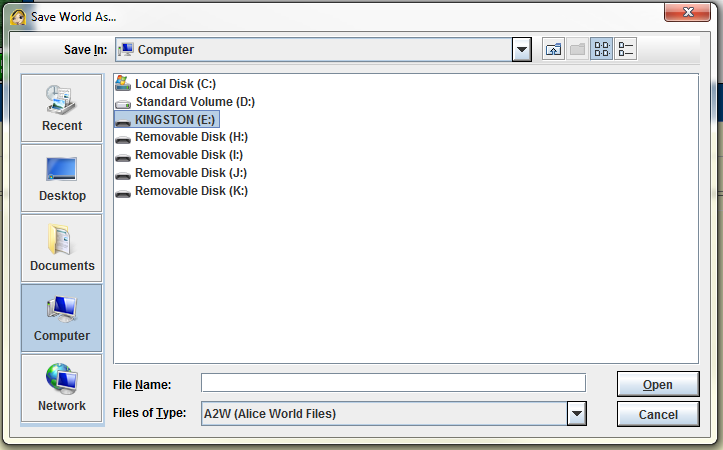 Save World As...
Save In: Computer
Recent
Desktop
Documents
Computer
Network
Local Disk (C:)
Standard Volume (D:)
KINGSTON (E:)
Removable Disk (H:)
Removable Disk (I:)
Removable Disk (J:)
Removable Disk (K:)
File Name:
Open
Files of Type: A2W (Alice World Files)
Cancel